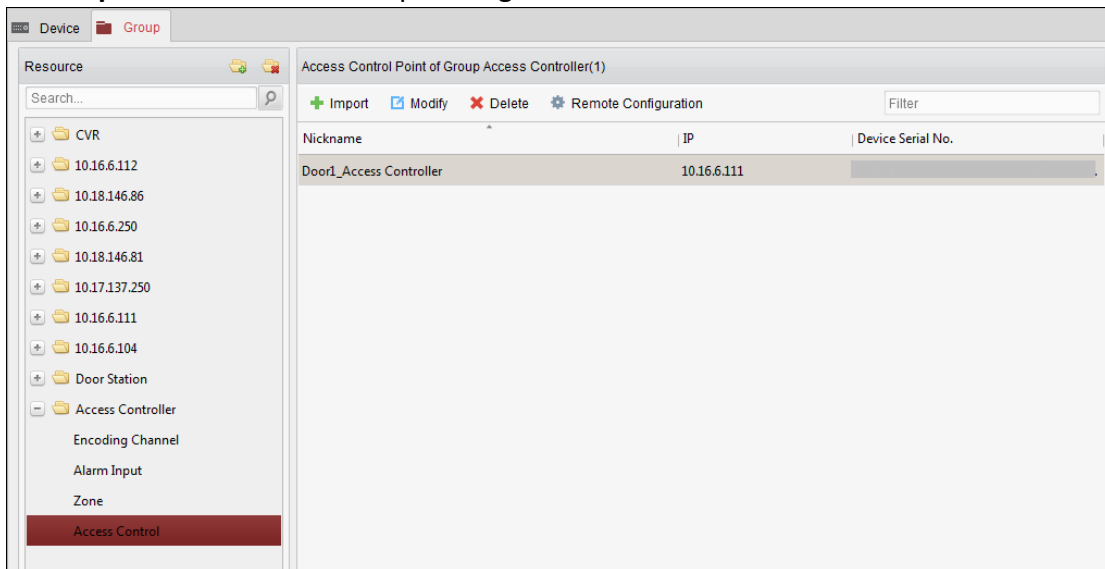 Device Group
Resource
Search...
CVR
10.16.6.112
10.18.146.86
10.16.6.250
10.18.146.81
10.17.137.250
10.16.6.111
10.16.6.104
Door Station
Access Controller
Encoding Channel
Alarm Input
Zone
Access Control
Access Control Point of Group Access Controller(1)
Import Modify Delete Remote Configuration Filter
Nickname IP Device Serial No.
Door1_Access Controller 10.16.6.111